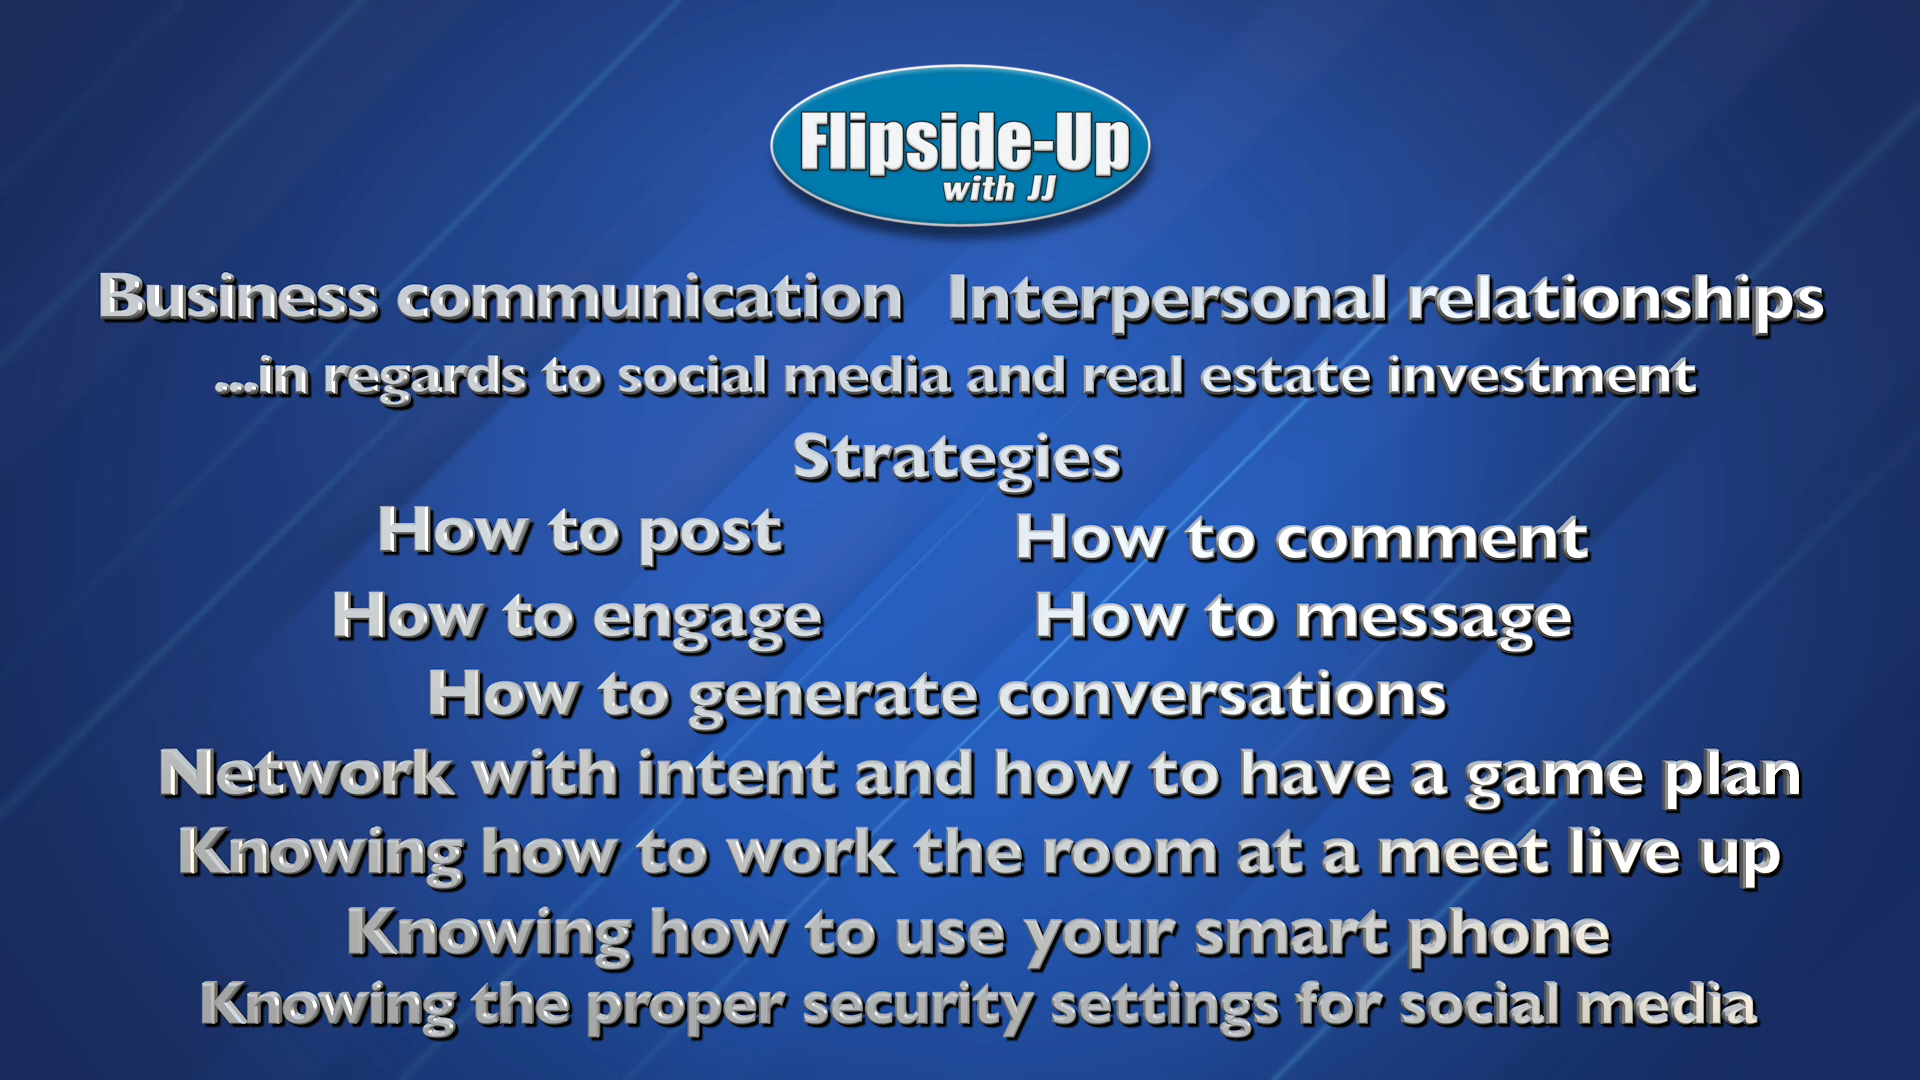 Flipside-Up
with JJ
Business communication Interpersonal relationships
...in regards to social media and real estate investment
Strategies
How to post How to comment
How to engage How to message
How to generate conversations
Network with intent and how to have a game plan
Knowing how to work the room at a meet live up
Knowing how to use your smart phone
Knowing the proper security settings for social media